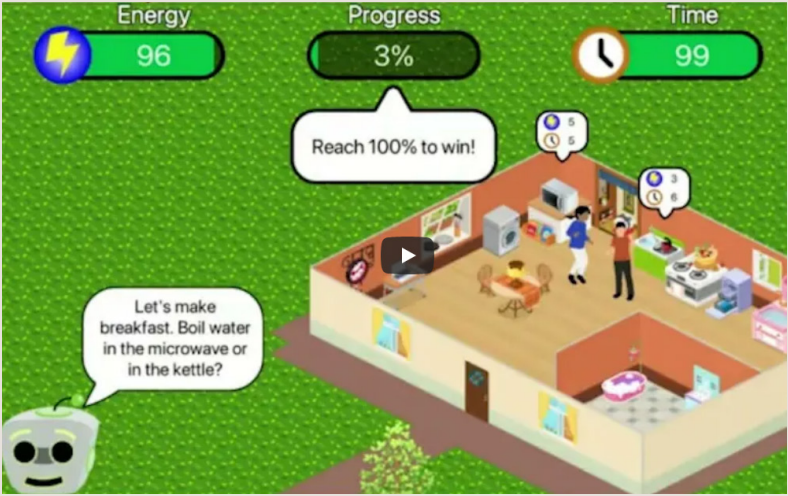 Energy
Progress
Time
96
3%
99
Reach 100% to win!
5
5
3
6
Let's make
breakfast. Boil water
in the microwave or
in the kettle?